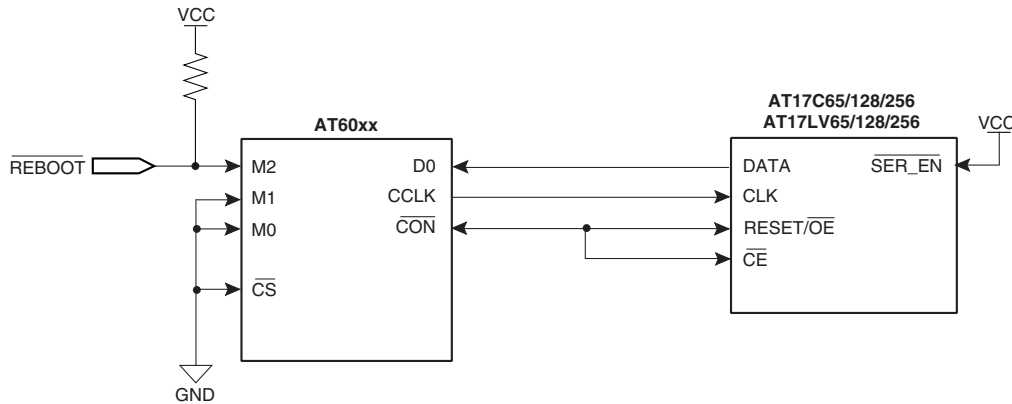 VCC
AT60xx
AT17C65/128/256
AT17LV65/128/256
VCC
REBOOT
M2
D0
DATA
SER_EN
M1
CCLK
CLK
M0
CON
RESET/OE
CE
CS
GND